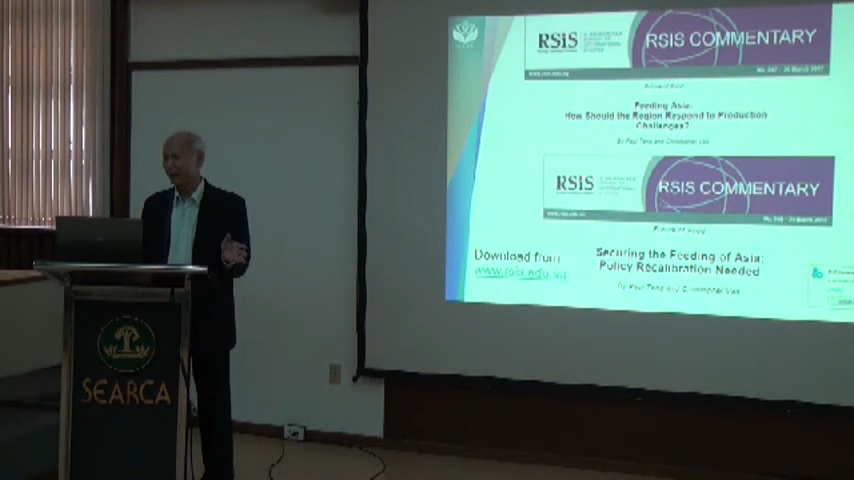 RSiS
RSIS COMMENTARY
Feeding Asia:
How Should the Region Respond to Production
Challenges?
By Paul Teng and Christopher Vas
RSiS
RSIS COMMENTARY
Download from
www.rsis.edu.sg
Securing the Feeding of Asia:
Policy Recalibration Needed
By Paul Teng and Christopher Vas
SEARCA